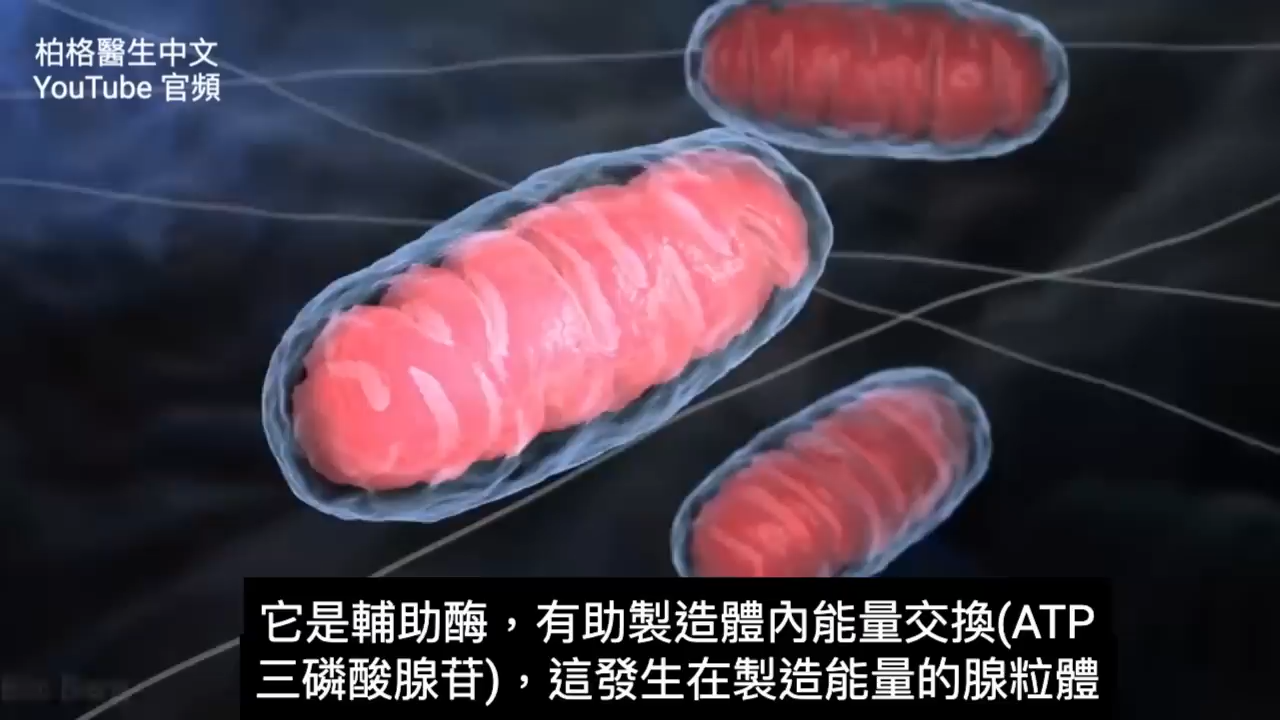 柏格醫生中文
YouTube 官頻
它是輔助酶，有助製造體內能量交換(ATP
三磷酸腺苷)，這發生在製造能量的腺粒體